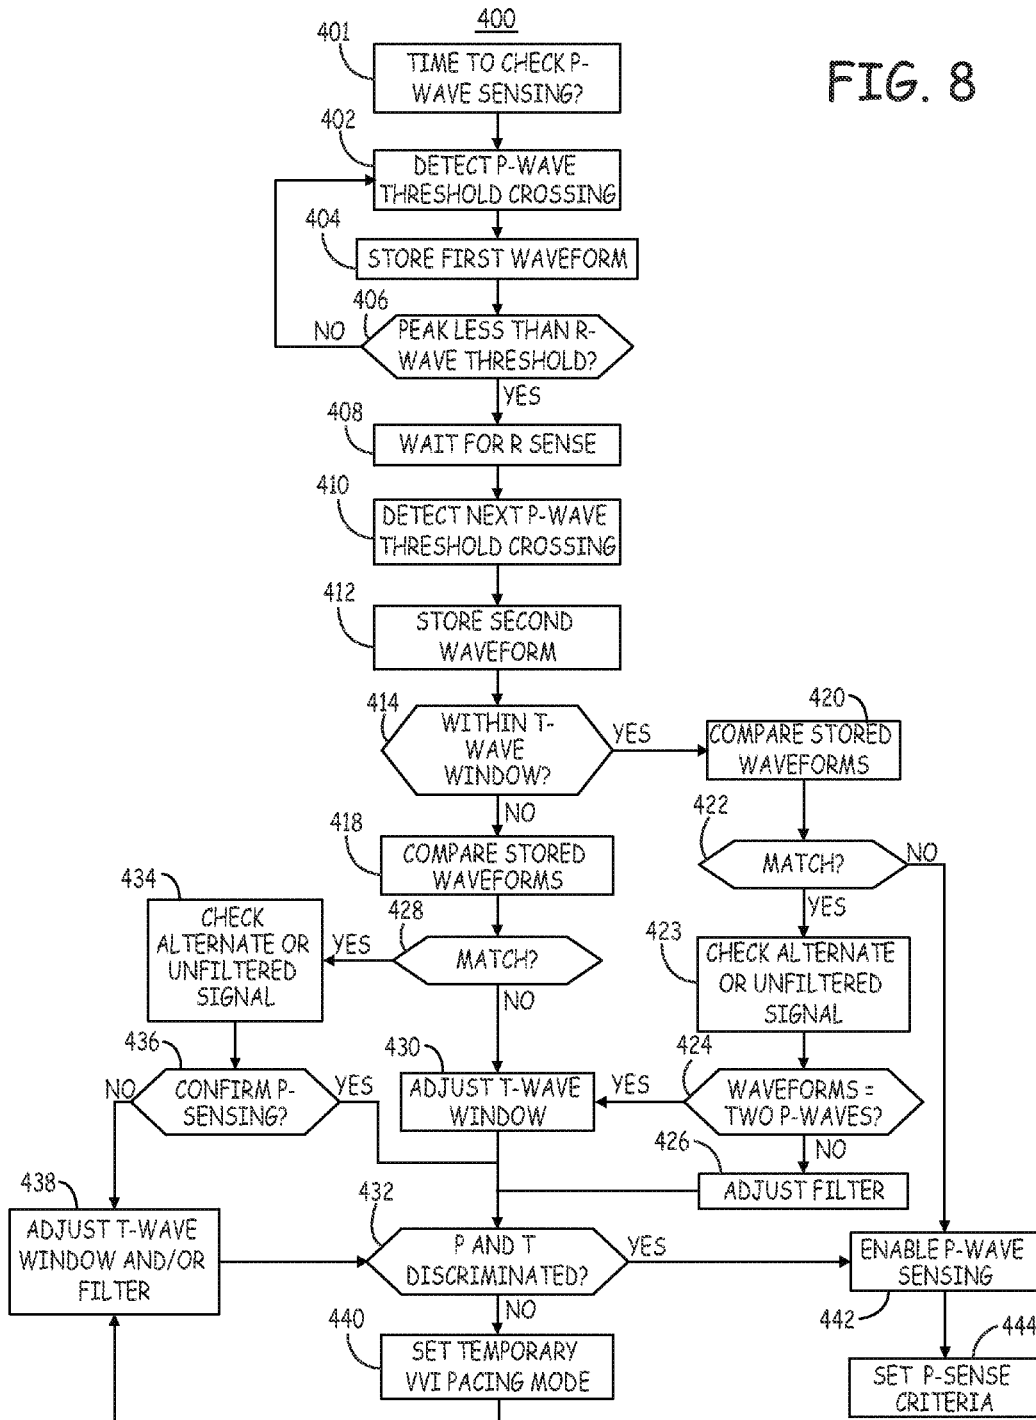 400
FIG. 8
401
TIME TO CHECK P-
WAVE SENSING?
402
DETECT P-WAVE
THRESHOLD CROSSING
404
STORE FIRST WAVEFORM
406
NO
PEAK LESS THAN R-
WAVE THRESHOLD?
YES
408
WAIT FOR R SENSE
410
DETECT NEXT P-WAVE
THRESHOLD CROSSING
412
STORE SECOND
WAVEFORM
414
WITHIN T-
WAVE
WINDOW?
YES
NO
420
COMPARE STORED
WAVEFORMS
418
COMPARE STORED
WAVEFORMS
422
MATCH?
NO
YES
434
CHECK
ALTERNATE OR
UNFILTERED
SIGNAL
428
YES
MATCH?
NO
423
CHECK ALTERNATE
OR UNFILTERED
SIGNAL
436
NO
CONFIRM P-
SENSING?
YES
430
ADJUST T-WAVE
WINDOW
424
YES
WAVEFORMS =
TWO P-WAVES?
NO
426
ADJUST FILTER
438
ADJUST T-WAVE
WINDOW AND/OR
FILTER
432
P AND T
DISCRIMINATED?
YES
NO
ENABLE P-WAVE
SENSING
442
440
SET TEMPORARY
VVI PACING MODE
444
SET P-SENSE
CRITERIA